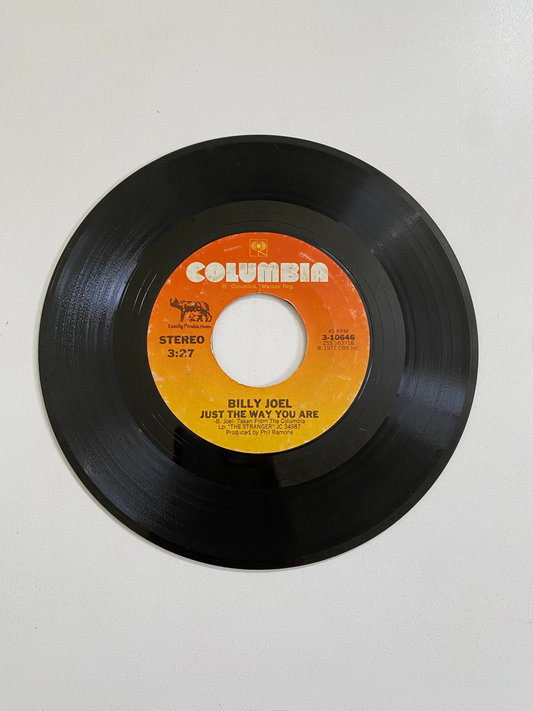 COLUMBIA
® "Columbia," Marcas Reg.
Family Productions
STEREO
3:27
45 RPM
3-10646
ZSS 163718
℗ 1977 CBS Inc.
BILLY JOEL
JUST THE WAY YOU ARE
-B. Joel- Taken From The Columbia
Lp: "THE STRANGER" JC 34987
Produced by Phil Ramone